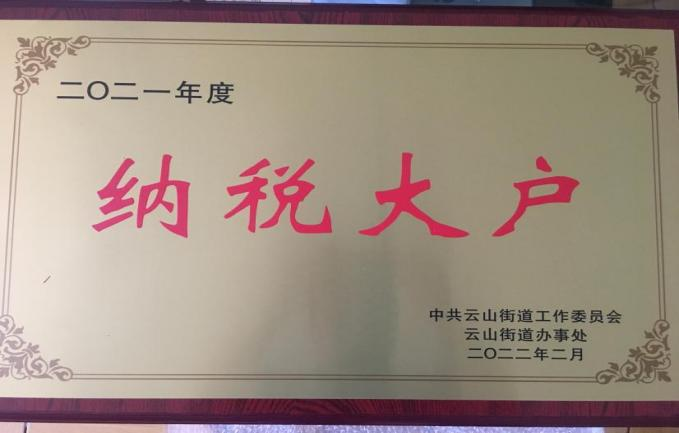 二〇二一年度
纳税大户
中共云山街道工作委员会
云山街道办事处
二〇二二年二月